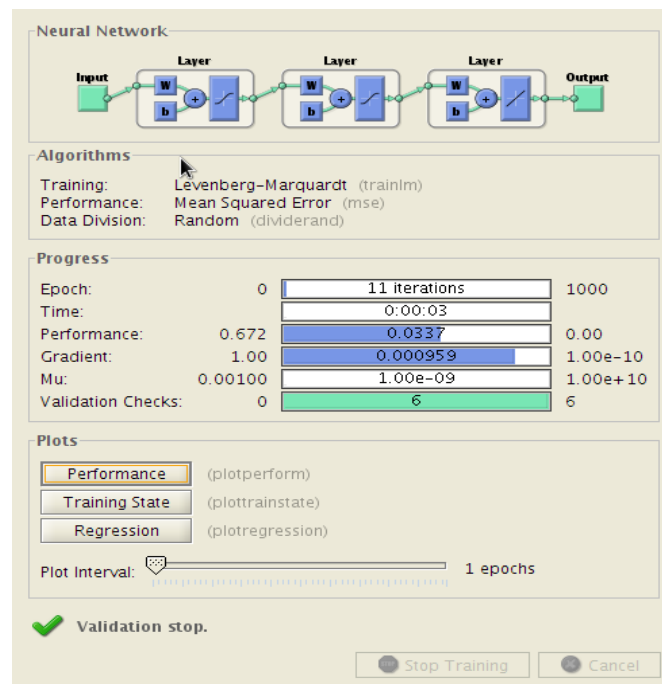 Neural Network
Layer Layer Layer
Input Output
W W W
b b b
+ + +
Algorithms
Training: Levenberg-Marquardt (trainlm)
Performance: Mean Squared Error (mse)
Data Division: Random (dividerand)
Progress
Epoch: 0 11 iterations 1000
Time: 0:00:03
Performance: 0.672 0.0337 0.00
Gradient: 1.00 0.000959 1.00e-10
Mu: 0.00100 1.00e-09 1.00e+10
Validation Checks: 0 6 6
Plots
Performance (plotperform)
Training State (plottrainstate)
Regression (plotregression)
Plot Interval: 1 epochs
Validation stop.
Stop Training Cancel